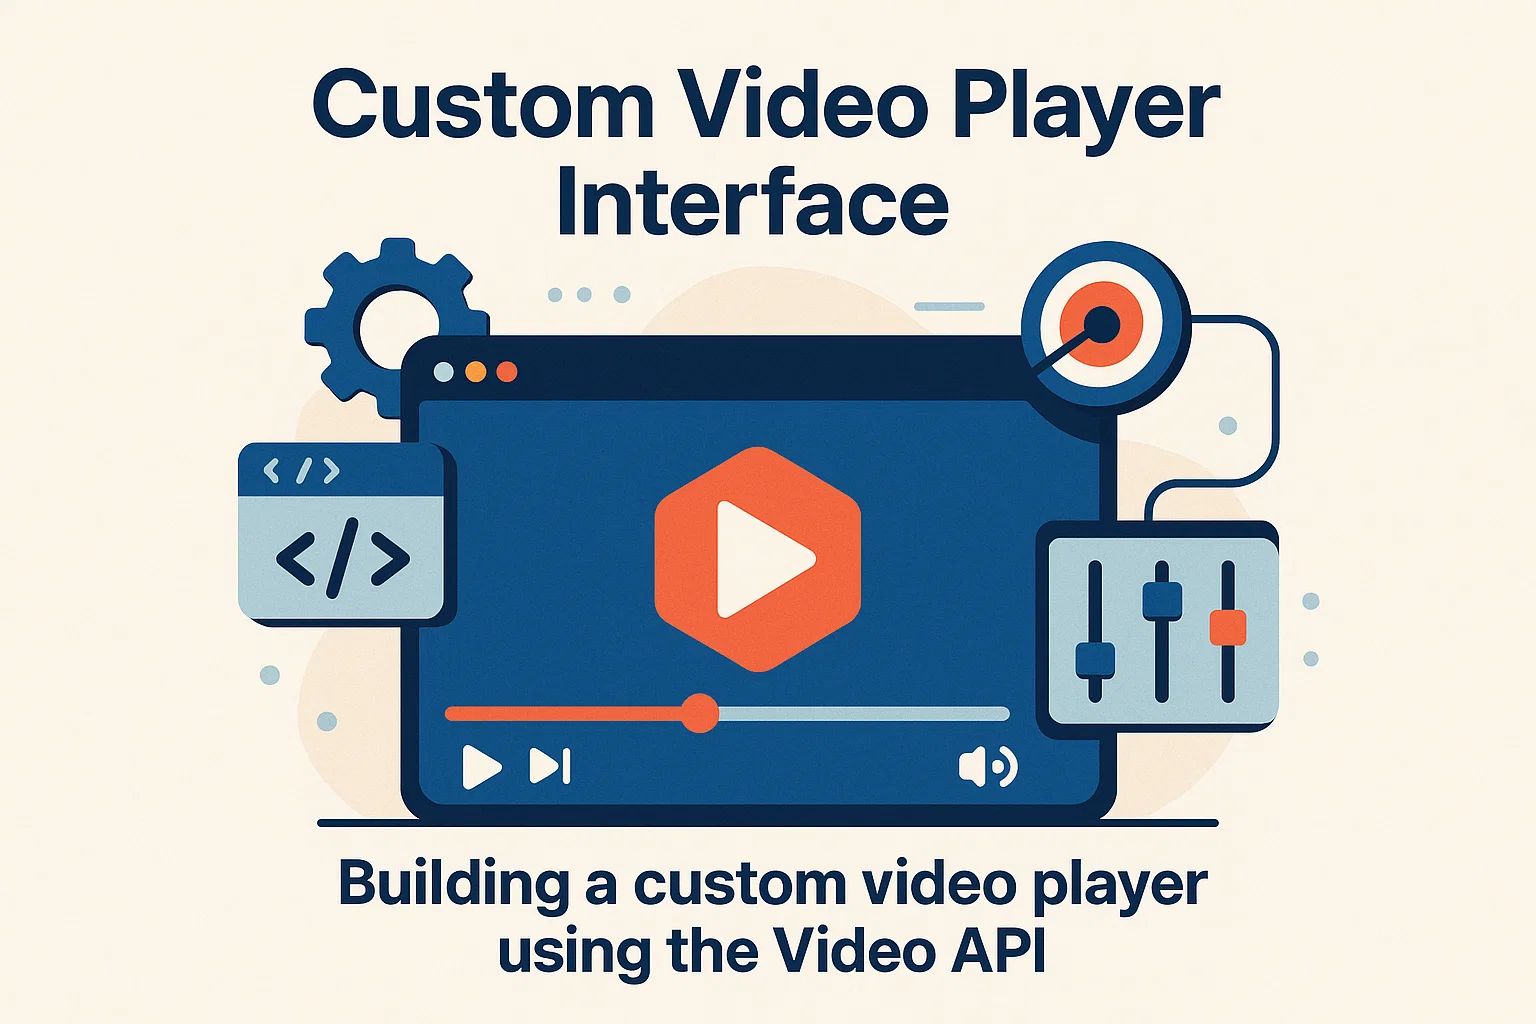 Custom Video Player
Interface
</>
</>
Building a custom video player
using the Video API